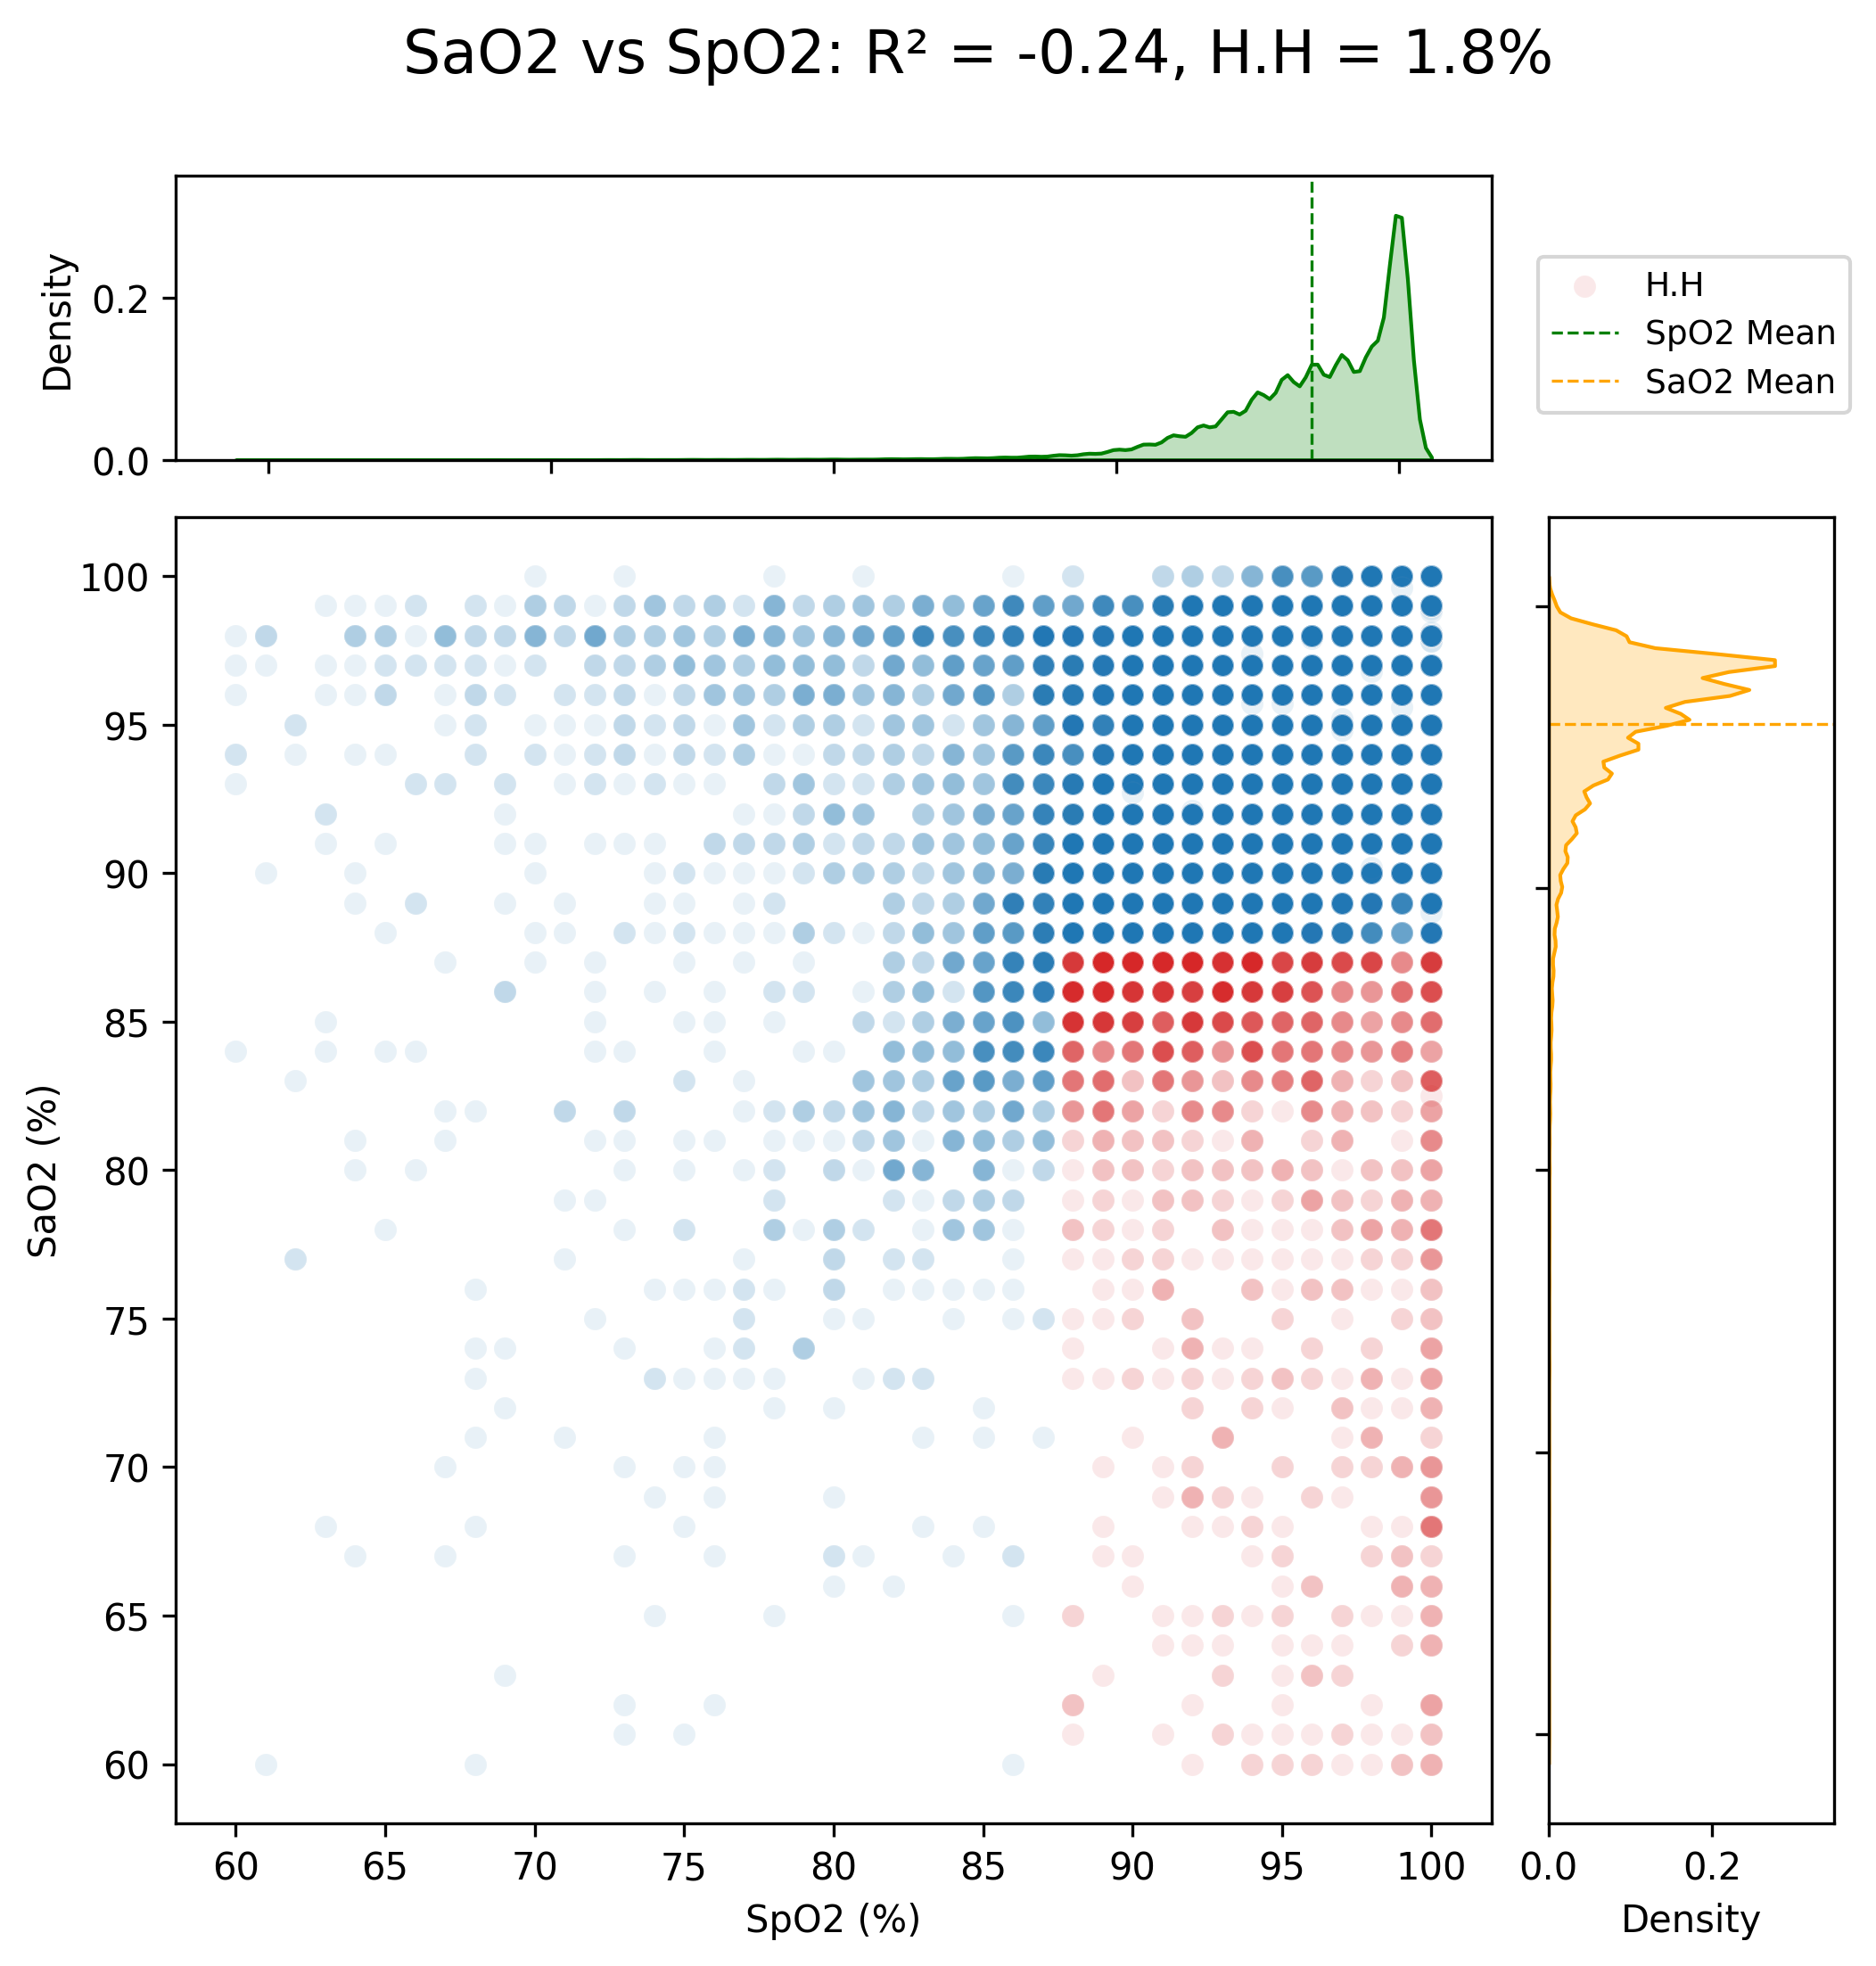 SaO2 vs SpO2: R² = -0.24, H.H = 1.8%
Density
0.2
0.0
H.H
SpO2 Mean
SaO2 Mean
SaO2 (%)
100
95
90
85
80
75
70
65
60
60 65 70 75 80 85 90 95 100
SpO2 (%)
0.0 0.2
Density